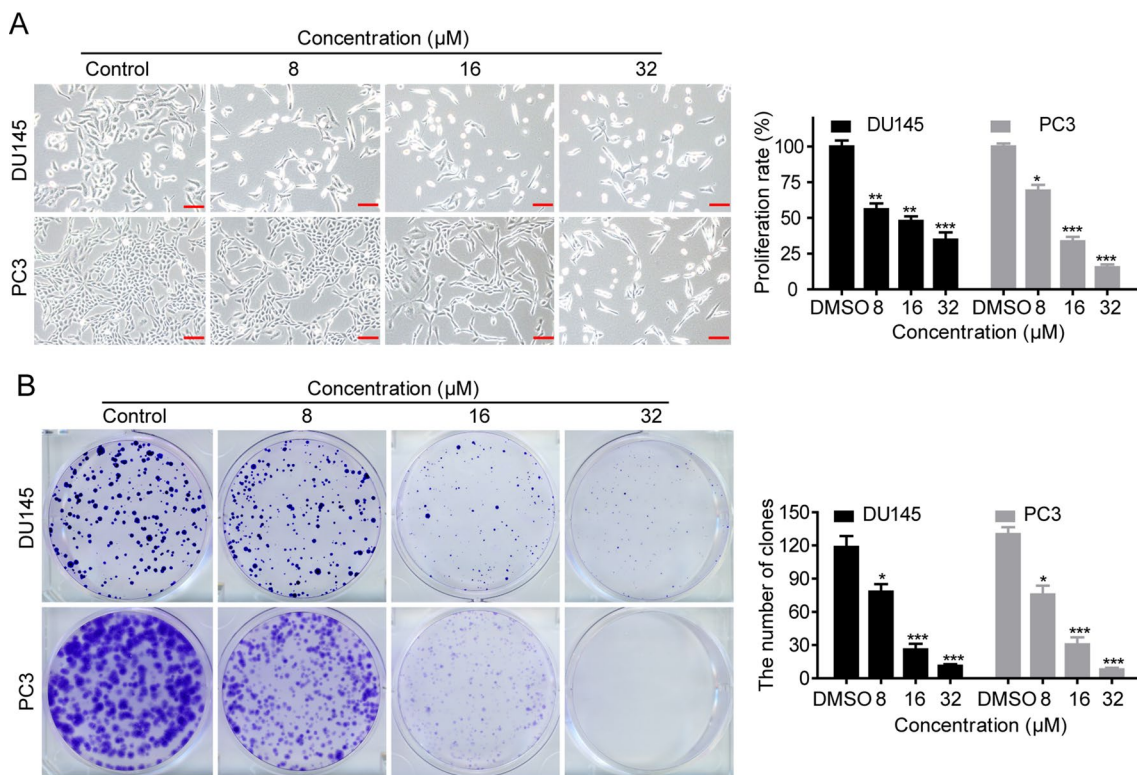 A
Concentration (µM)
Control 8 16 32
DU145
PC3
DU145 PC3
Proliferation rate (%)
100
75
50
25
0
** ** *** * *** ***
DMSO 8 16 32 DMSO 8 16 32
Concentration (µM)
B
Concentration (µM)
Control 8 16 32
DU145
PC3
DU145 PC3
The number of clones
150
120
90
60
30
0
* *** *** * *** ***
DMSO 8 16 32 DMSO 8 16 32
Concentration (µM)